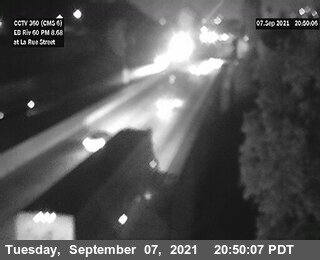 CCTV 360 (CMS 6)
EB Riv 60 PM 8.68
at La Rue Street
07.Sep 2021 20:50:06
Tuesday, September 07, 2021 20:50:07 PDT